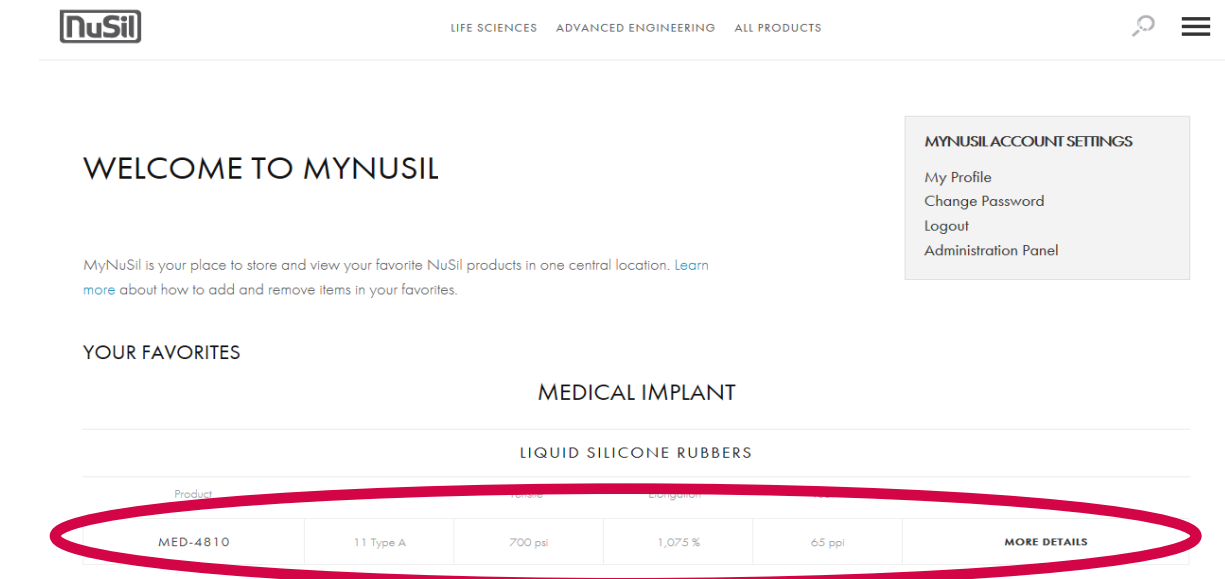 NuSil
LIFE SCIENCES ADVANCED ENGINEERING ALL PRODUCTS
MYNUSIL ACCOUNT SETTINGS
My Profile
Change Password
Logout
Administration Panel
WELCOME TO MYNUSIL
MyNuSil is your place to store and view your favorite NuSil products in one central location. Learn
more about how to add and remove items in your favorites.
YOUR FAVORITES
MEDICAL IMPLANT
LIQUID SILICONE RUBBERS
Product Tensile Elongation
MED-4810 11 Type A 700 psi 1,075 % 65 ppi MORE DETAILS